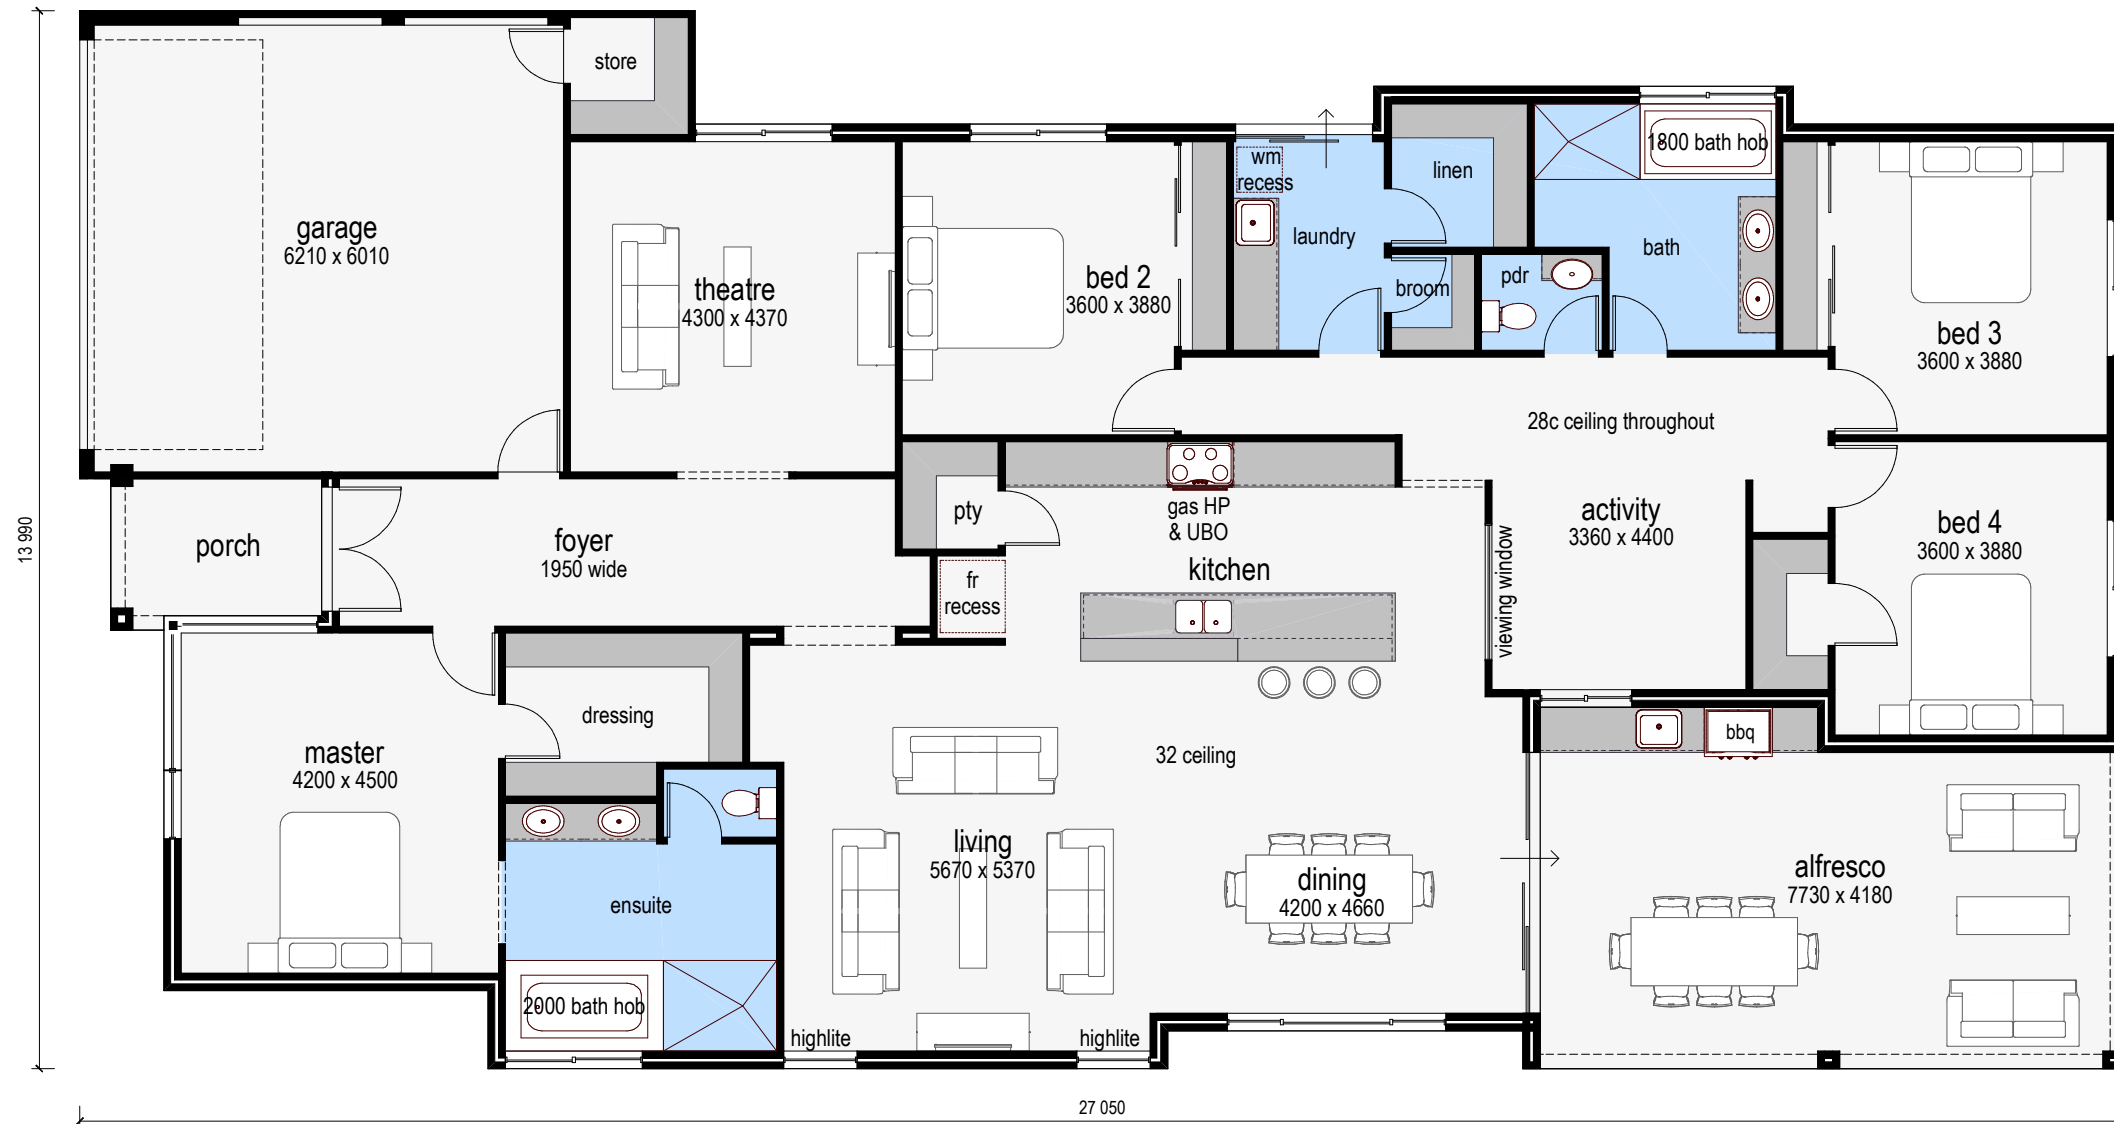 store
1800 bath hob
wm
recess
linen
garage
6210 x 6010
laundry
bath
theatre
4300 x 4370
bed 2
3600 x 3880
pdr
broom
bed 3
3600 x 3880
28c ceiling throughout
pty
gas HP
& UBO
activity
3360 x 4400
bed 4
3600 x 3880
13 990
porch
foyer
1950 wide
kitchen
viewing window
fr
recess
dressing
master
4200 x 4500
32 ceiling
bbq
living
5670 x 5370
dining
4200 x 4660
alfresco
7730 x 4180
ensuite
2000 bath hob
highlite
highlite
27 050